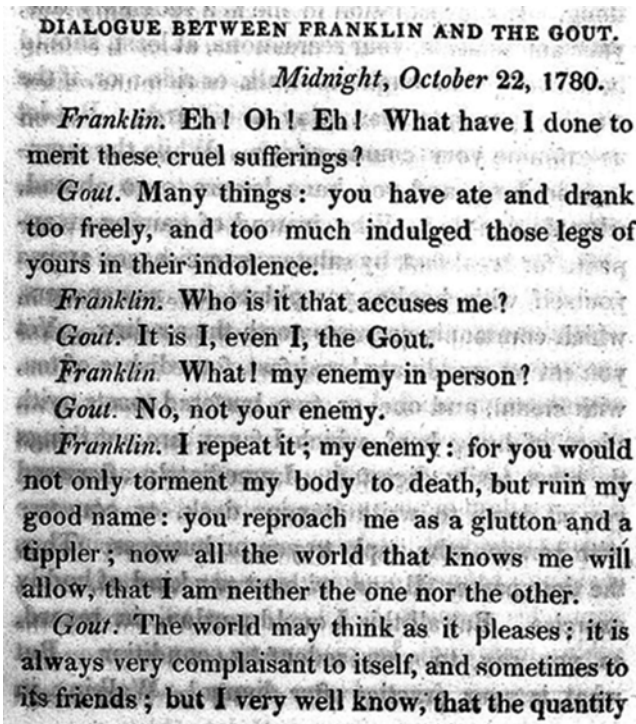 DIALOGUE BETWEEN FRANKLIN AND THE GOUT.
Midnight, October 22, 1780.
Franklin. Eh! Oh! Eh! What have I done to
merit these cruel sufferings?
Gout. Many things: you have ate and drank
too freely, and too much indulged those legs of
yours in their indolence.
Franklin. Who is it that accuses me?
Gout. It is I, even I, the Gout.
Franklin What! my enemy in person?
Gout. No, not your enemy.
Franklin. I repeat it; my enemy: for you would
not only torment my body to death, but ruin my
good name: you reproach me as a glutton and a
tippler; now all the world that knows me will
allow, that I am neither the one nor the other.
Gout. The world may think as it pleases: it is
always very complaisant to itself, and sometimes to
its friends; but I very well know, that the quantity